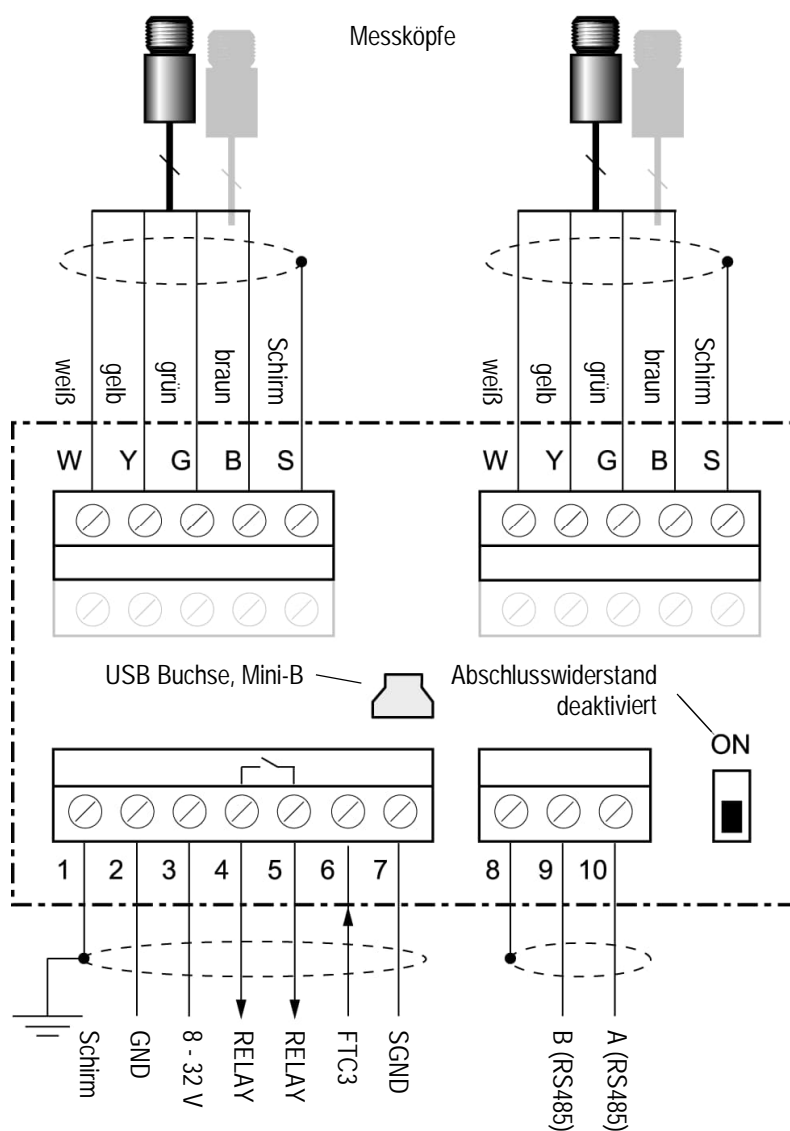 Messköpfe
weiß gelb grün braun Schirm
weiß gelb grün braun Schirm
W Y G B S
W Y G B S
USB Buchse, Mini-B
Abschlusswiderstand
deaktiviert
ON
1 2 3 4 5 6 7
8 9 10
Schirm
GND
8 - 32 V
RELAY
RELAY
FTC3
SGND
B (RS485)
A (RS485)